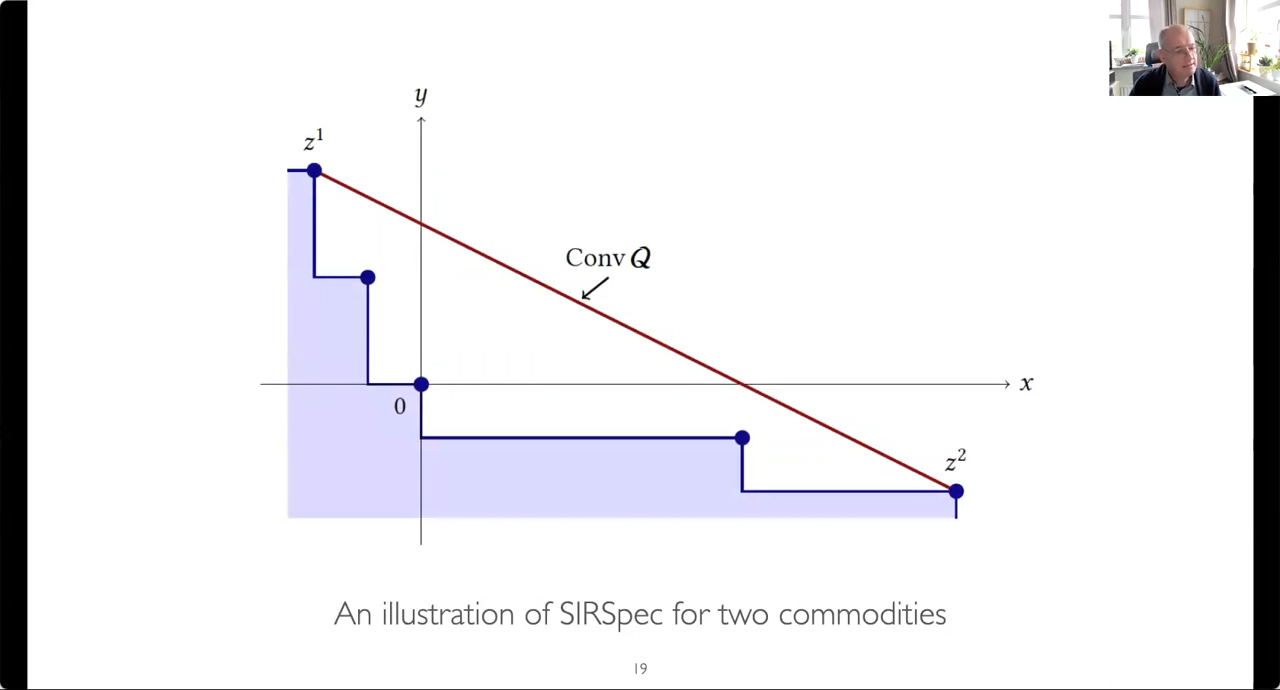 y
z¹
Conv Q
x
0
z²
An illustration of SIRSpec for two commodities
19